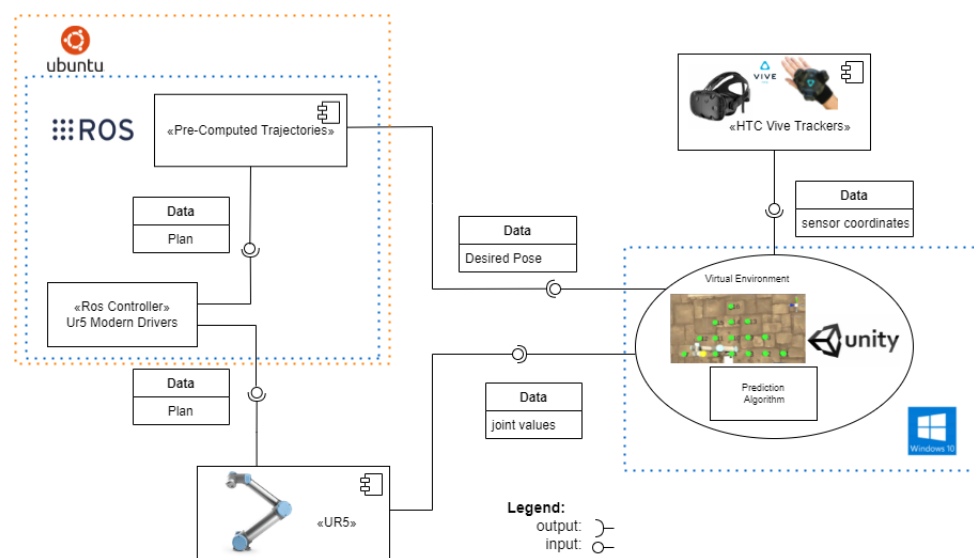 ubuntu
ROS
«Pre-Computed Trajectories»
Data
Plan
«Ros Controller»
Ur5 Modern Drivers
Data
Plan
«UR5»
Data
Desired Pose
Data
joint values
VIVE
«HTC Vive Trackers»
Data
sensor coordinates
Virtual Environment
unity
Prediction
Algorithm
Windows 10
Legend:
output:
input: